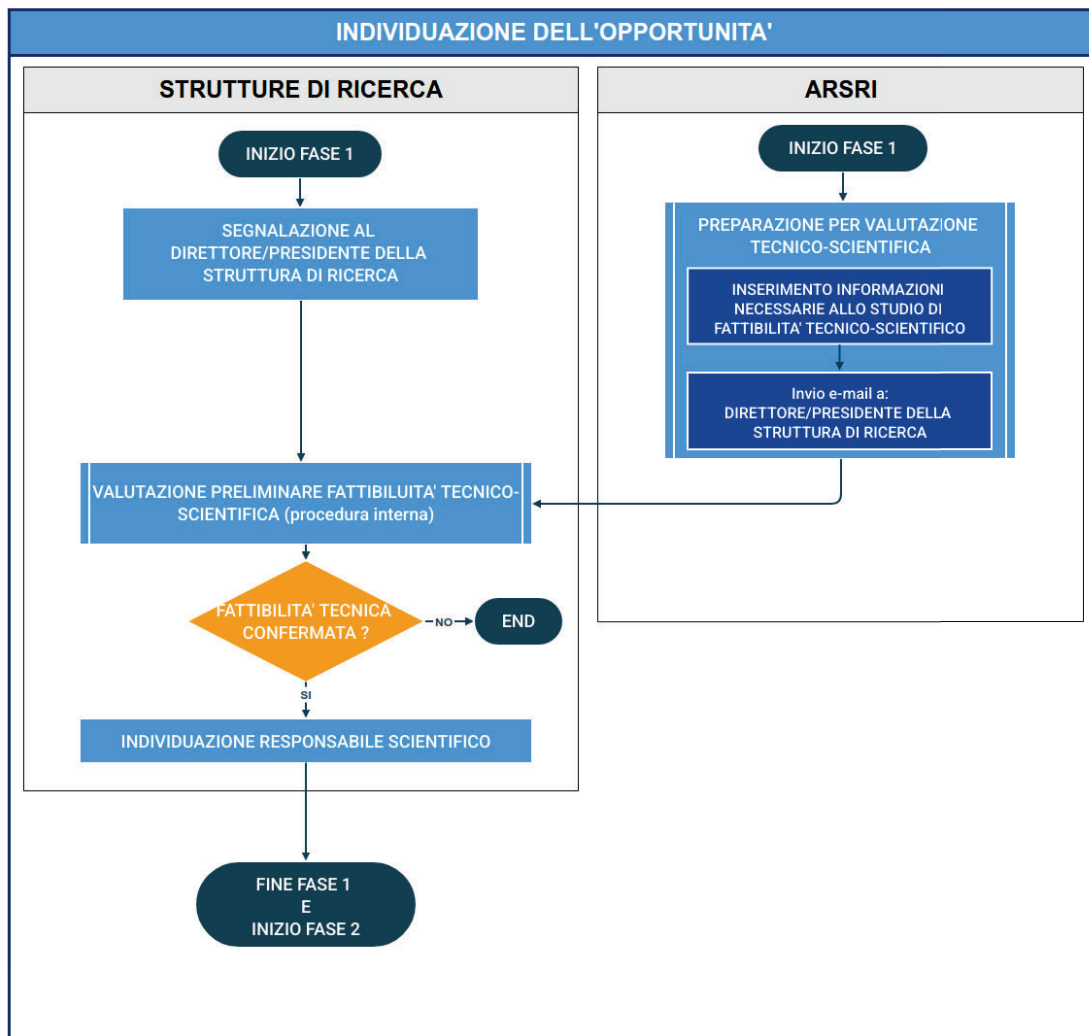 INDIVIDUAZIONE DELL'OPPORTUNITA'
STRUTTURE DI RICERCA
INIZIO FASE 1
SEGNALAZIONE AL
DIRETTORE/PRESIDENTE DELLA
STRUTTURA DI RICERCA
VALUTAZIONE PRELIMINARE FATTIBILUITA' TECNICO-
SCIENTIFICA (procedura interna)
FATTIBILITA' TECNICA
CONFERMATA ?
NO
END
SI
INDIVIDUAZIONE RESPONSABILE SCIENTIFICO
FINE FASE 1
E
INIZIO FASE 2
ARSRI
INIZIO FASE 1
PREPARAZIONE PER VALUTAZIONE
TECNICO-SCIENTIFICA
INSERIMENTO INFORMAZIONI
NECESSARIE ALLO STUDIO DI
FATTIBILITA' TECNICO-SCIENTIFICO
Invio e-mail a:
DIRETTORE/PRESIDENTE DELLA
STRUTTURA DI RICERCA